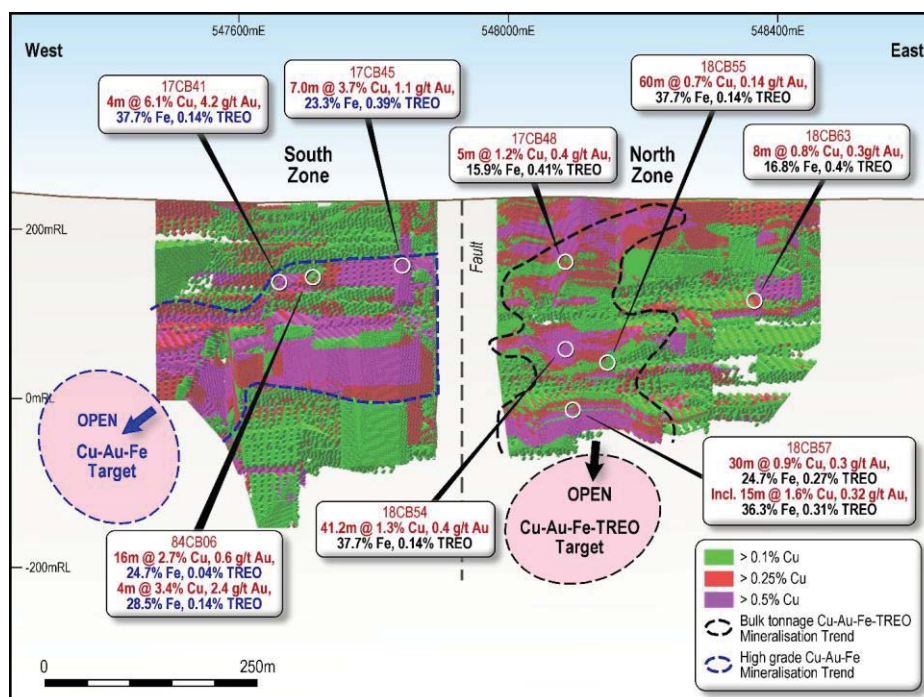 547600mE
548000mE
548400mE
West
East
17CB41
4m @ 6.1% Cu, 4.2 g/t Au,
37.7% Fe, 0.14% TREO
17CB45
7.0m @ 3.7% Cu, 1.1 g/t Au,
23.3% Fe, 0.39% TREO
18CB55
60m @ 0.7% Cu, 0.14 g/t Au,
37.7% Fe, 0.14% TREO
17CB48
5m @ 1.2% Cu, 0.4 g/t Au,
15.9% Fe, 0.41% TREO
18CB63
8m @ 0.8% Cu, 0.3g/t Au,
16.8% Fe, 0.4% TREO
South
Zone
North
Zone
200mRL
Fault
0mRL
OPEN
Cu-Au-Fe
Target
84CB06
16m @ 2.7% Cu, 0.6 g/t Au,
24.7% Fe, 0.04% TREO
4m @ 3.4% Cu, 2.4 g/t Au,
28.5% Fe, 0.14% TREO
18CB54
41.2m @ 1.3% Cu, 0.4 g/t Au
37.7% Fe, 0.14% TREO
OPEN
Cu-Au-Fe-TREO
Target
18CB57
30m @ 0.9% Cu, 0.3 g/t Au,
24.7% Fe, 0.27% TREO
Incl. 15m @ 1.6% Cu, 0.32 g/t Au,
36.3% Fe, 0.31% TREO
-200mRL
> 0.1% Cu
> 0.25% Cu
> 0.5% Cu
Bulk tonnage Cu-Au-Fe-TREO
Mineralisation Trend
High grade Cu-Au-Fe
Mineralisation Trend
0
250m